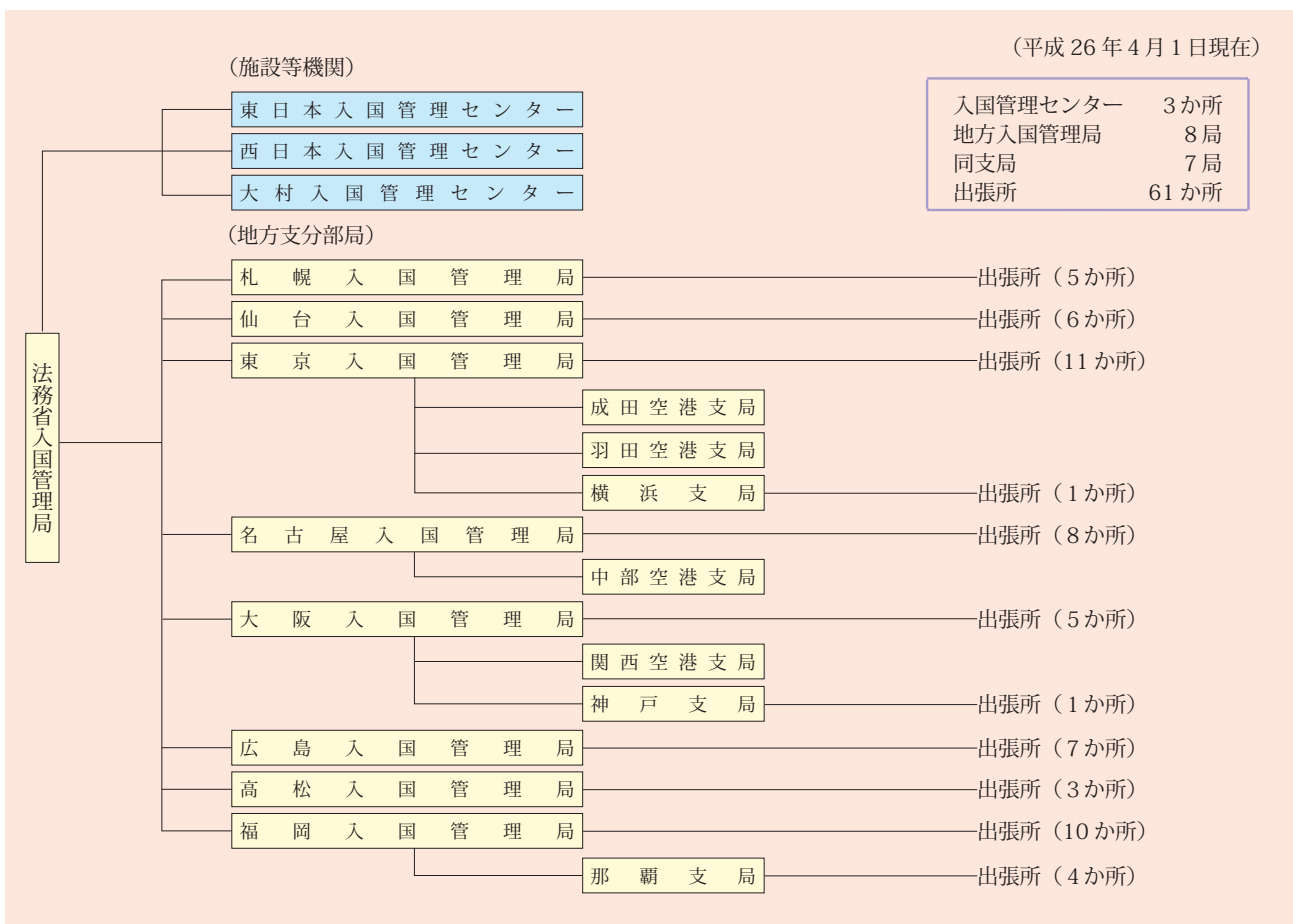 （平成 26 年 4 月 1 日現在）
（施設等機関）
入国管理センター　3か所
地方入国管理局　8局
同支局　7局
出張所　61か所
東日本入国管理センター
西日本入国管理センター
大村入国管理センター
（地方支分部局）
法務省入国管理局
札幌入国管理局　出張所（5か所）
仙台入国管理局　出張所（6か所）
東京入国管理局　出張所（11か所）
成田空港支局
羽田空港支局
横浜支局　出張所（1か所）
名古屋入国管理局　出張所（8か所）
中部空港支局
大阪入国管理局　出張所（5か所）
関西空港支局
神戸支局　出張所（1か所）
広島入国管理局　出張所（7か所）
高松入国管理局　出張所（3か所）
福岡入国管理局　出張所（10か所）
那覇支局　出張所（4か所）